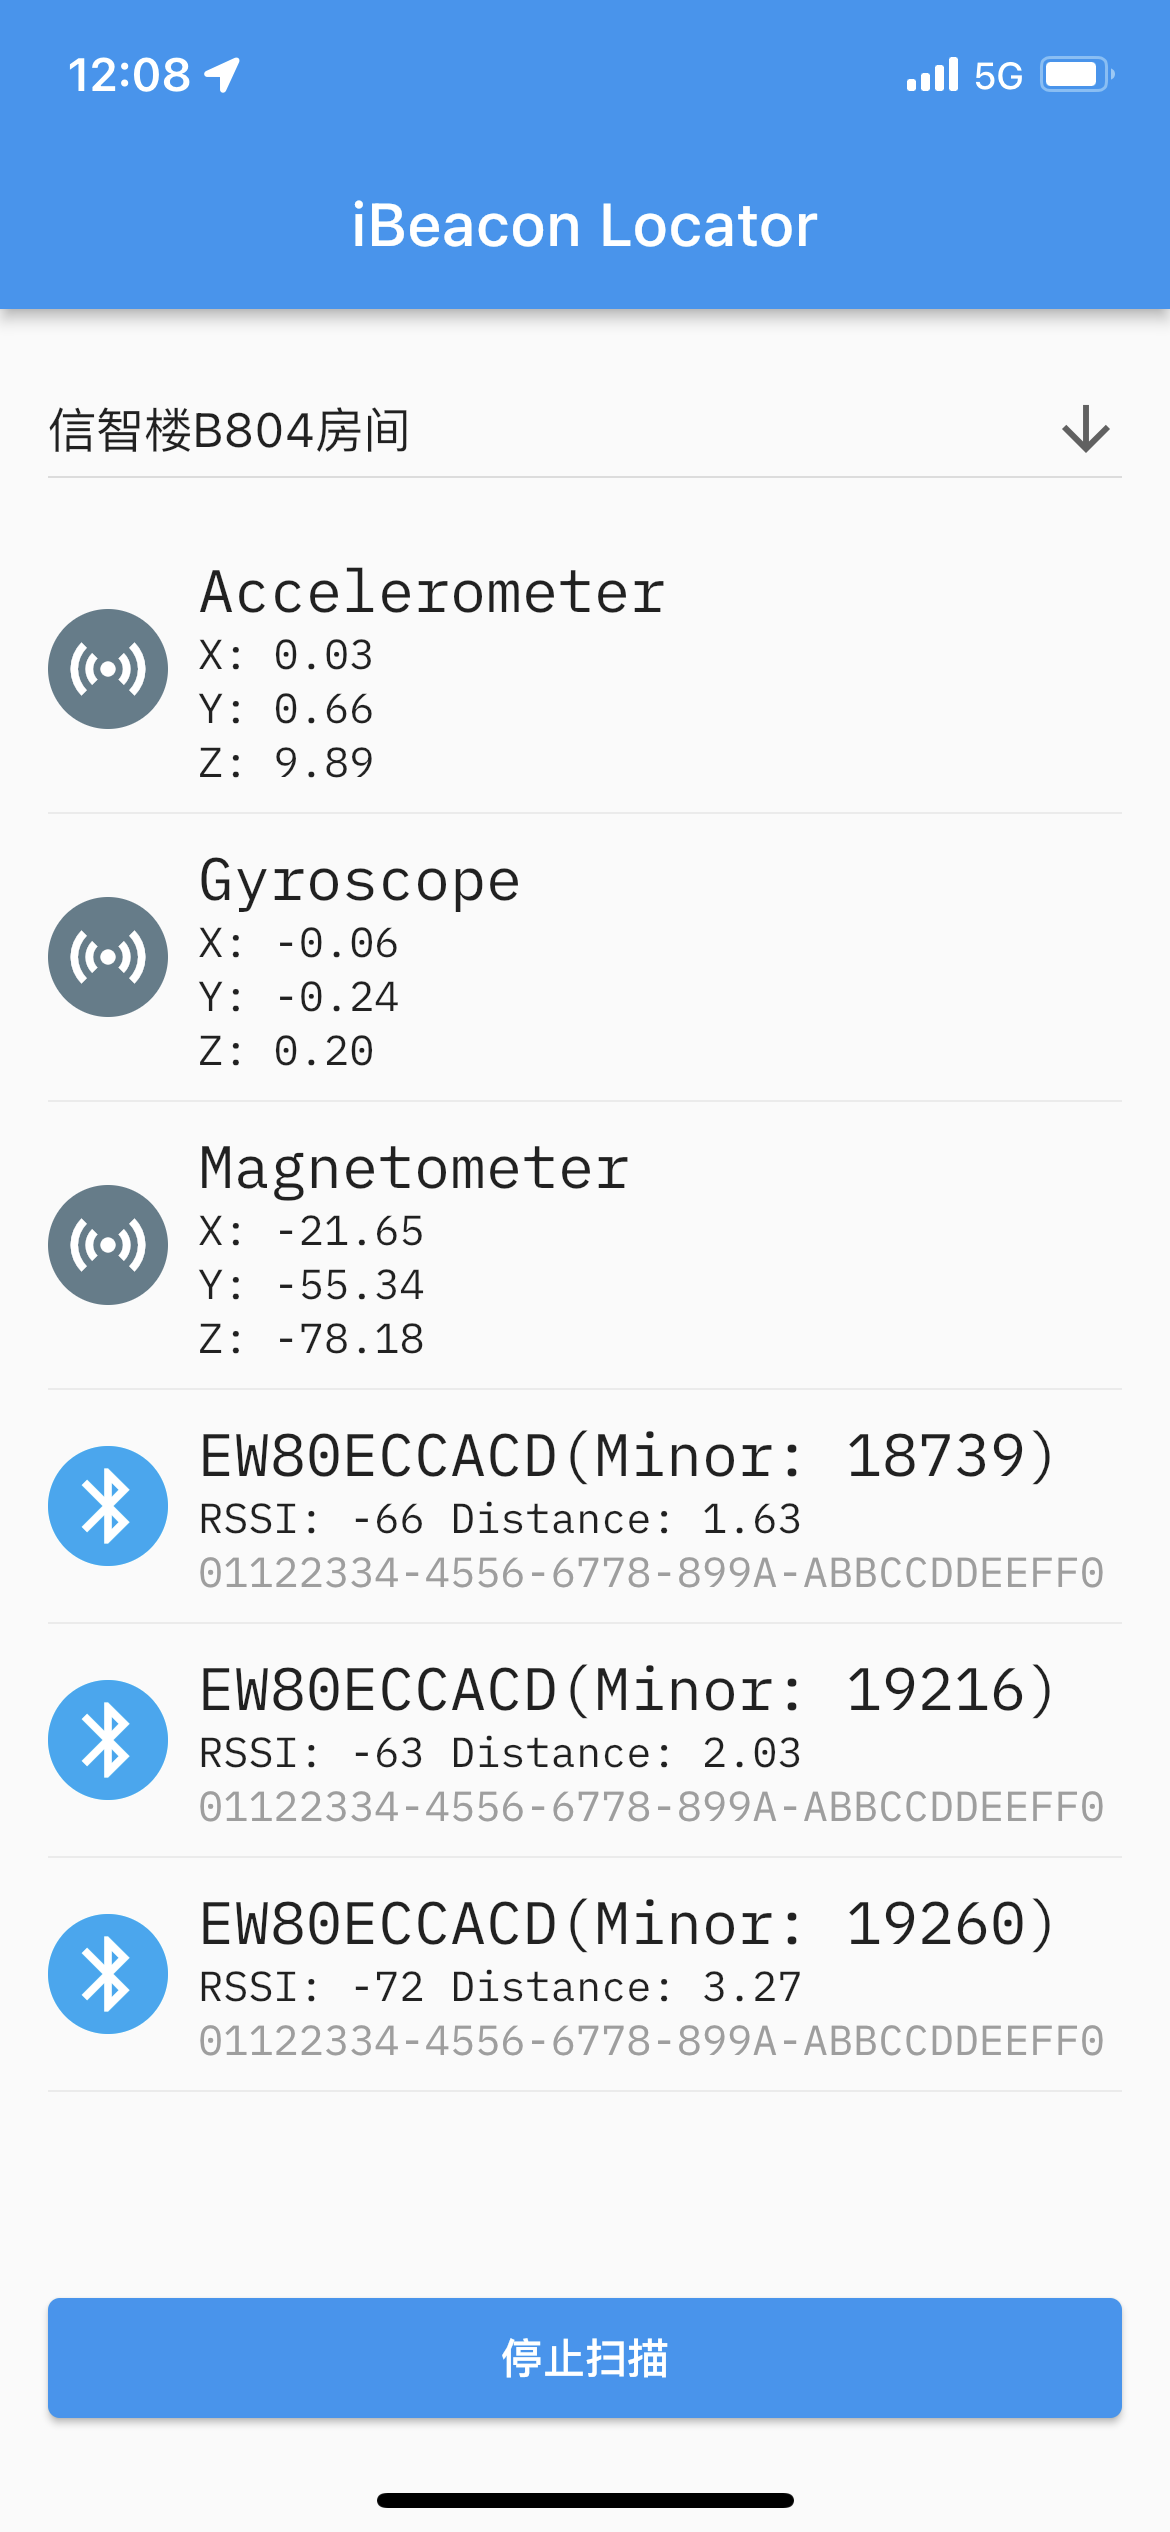 12:08
5G
iBeacon Locator
信智楼B804房间
Accelerometer
X: 0.03
Y: 0.66
Z: 9.89
Gyroscope
X: -0.06
Y: -0.24
Z: 0.20
Magnetometer
X: -21.65
Y: -55.34
Z: -78.18
EW80ECCACD(Minor: 18739)
RSSI: -66 Distance: 1.63
01122334-4556-6778-899A-ABBCCDDEEFF0
EW80ECCACD(Minor: 19216)
RSSI: -63 Distance: 2.03
01122334-4556-6778-899A-ABBCCDDEEFF0
EW80ECCACD(Minor: 19260)
RSSI: -72 Distance: 3.27
01122334-4556-6778-899A-ABBCCDDEEFF0
停止扫描